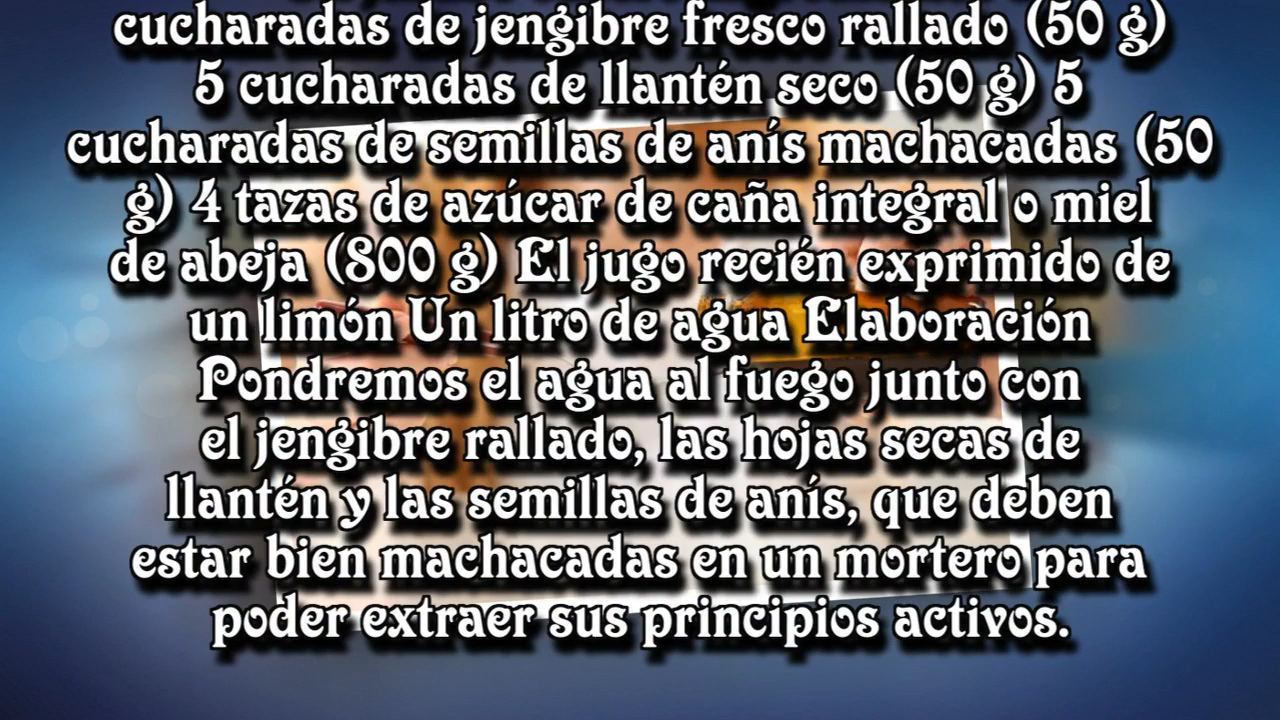 cucharadas de jengibre fresco rallado (50 g)
5 cucharadas de llantén seco (50 g) 5
cucharadas de semillas de anís machacadas (50
g) 4 tazas de azúcar de caña integral o miel
de abeja (800 g) El jugo recién exprimido de
un limón Un litro de agua Elaboración
Pondremos el agua al fuego junto con
el jengibre rallado, las hojas secas de
llantén y las semillas de anís, que deben
estar bien machacadas en un mortero para
poder extraer sus principios activos.